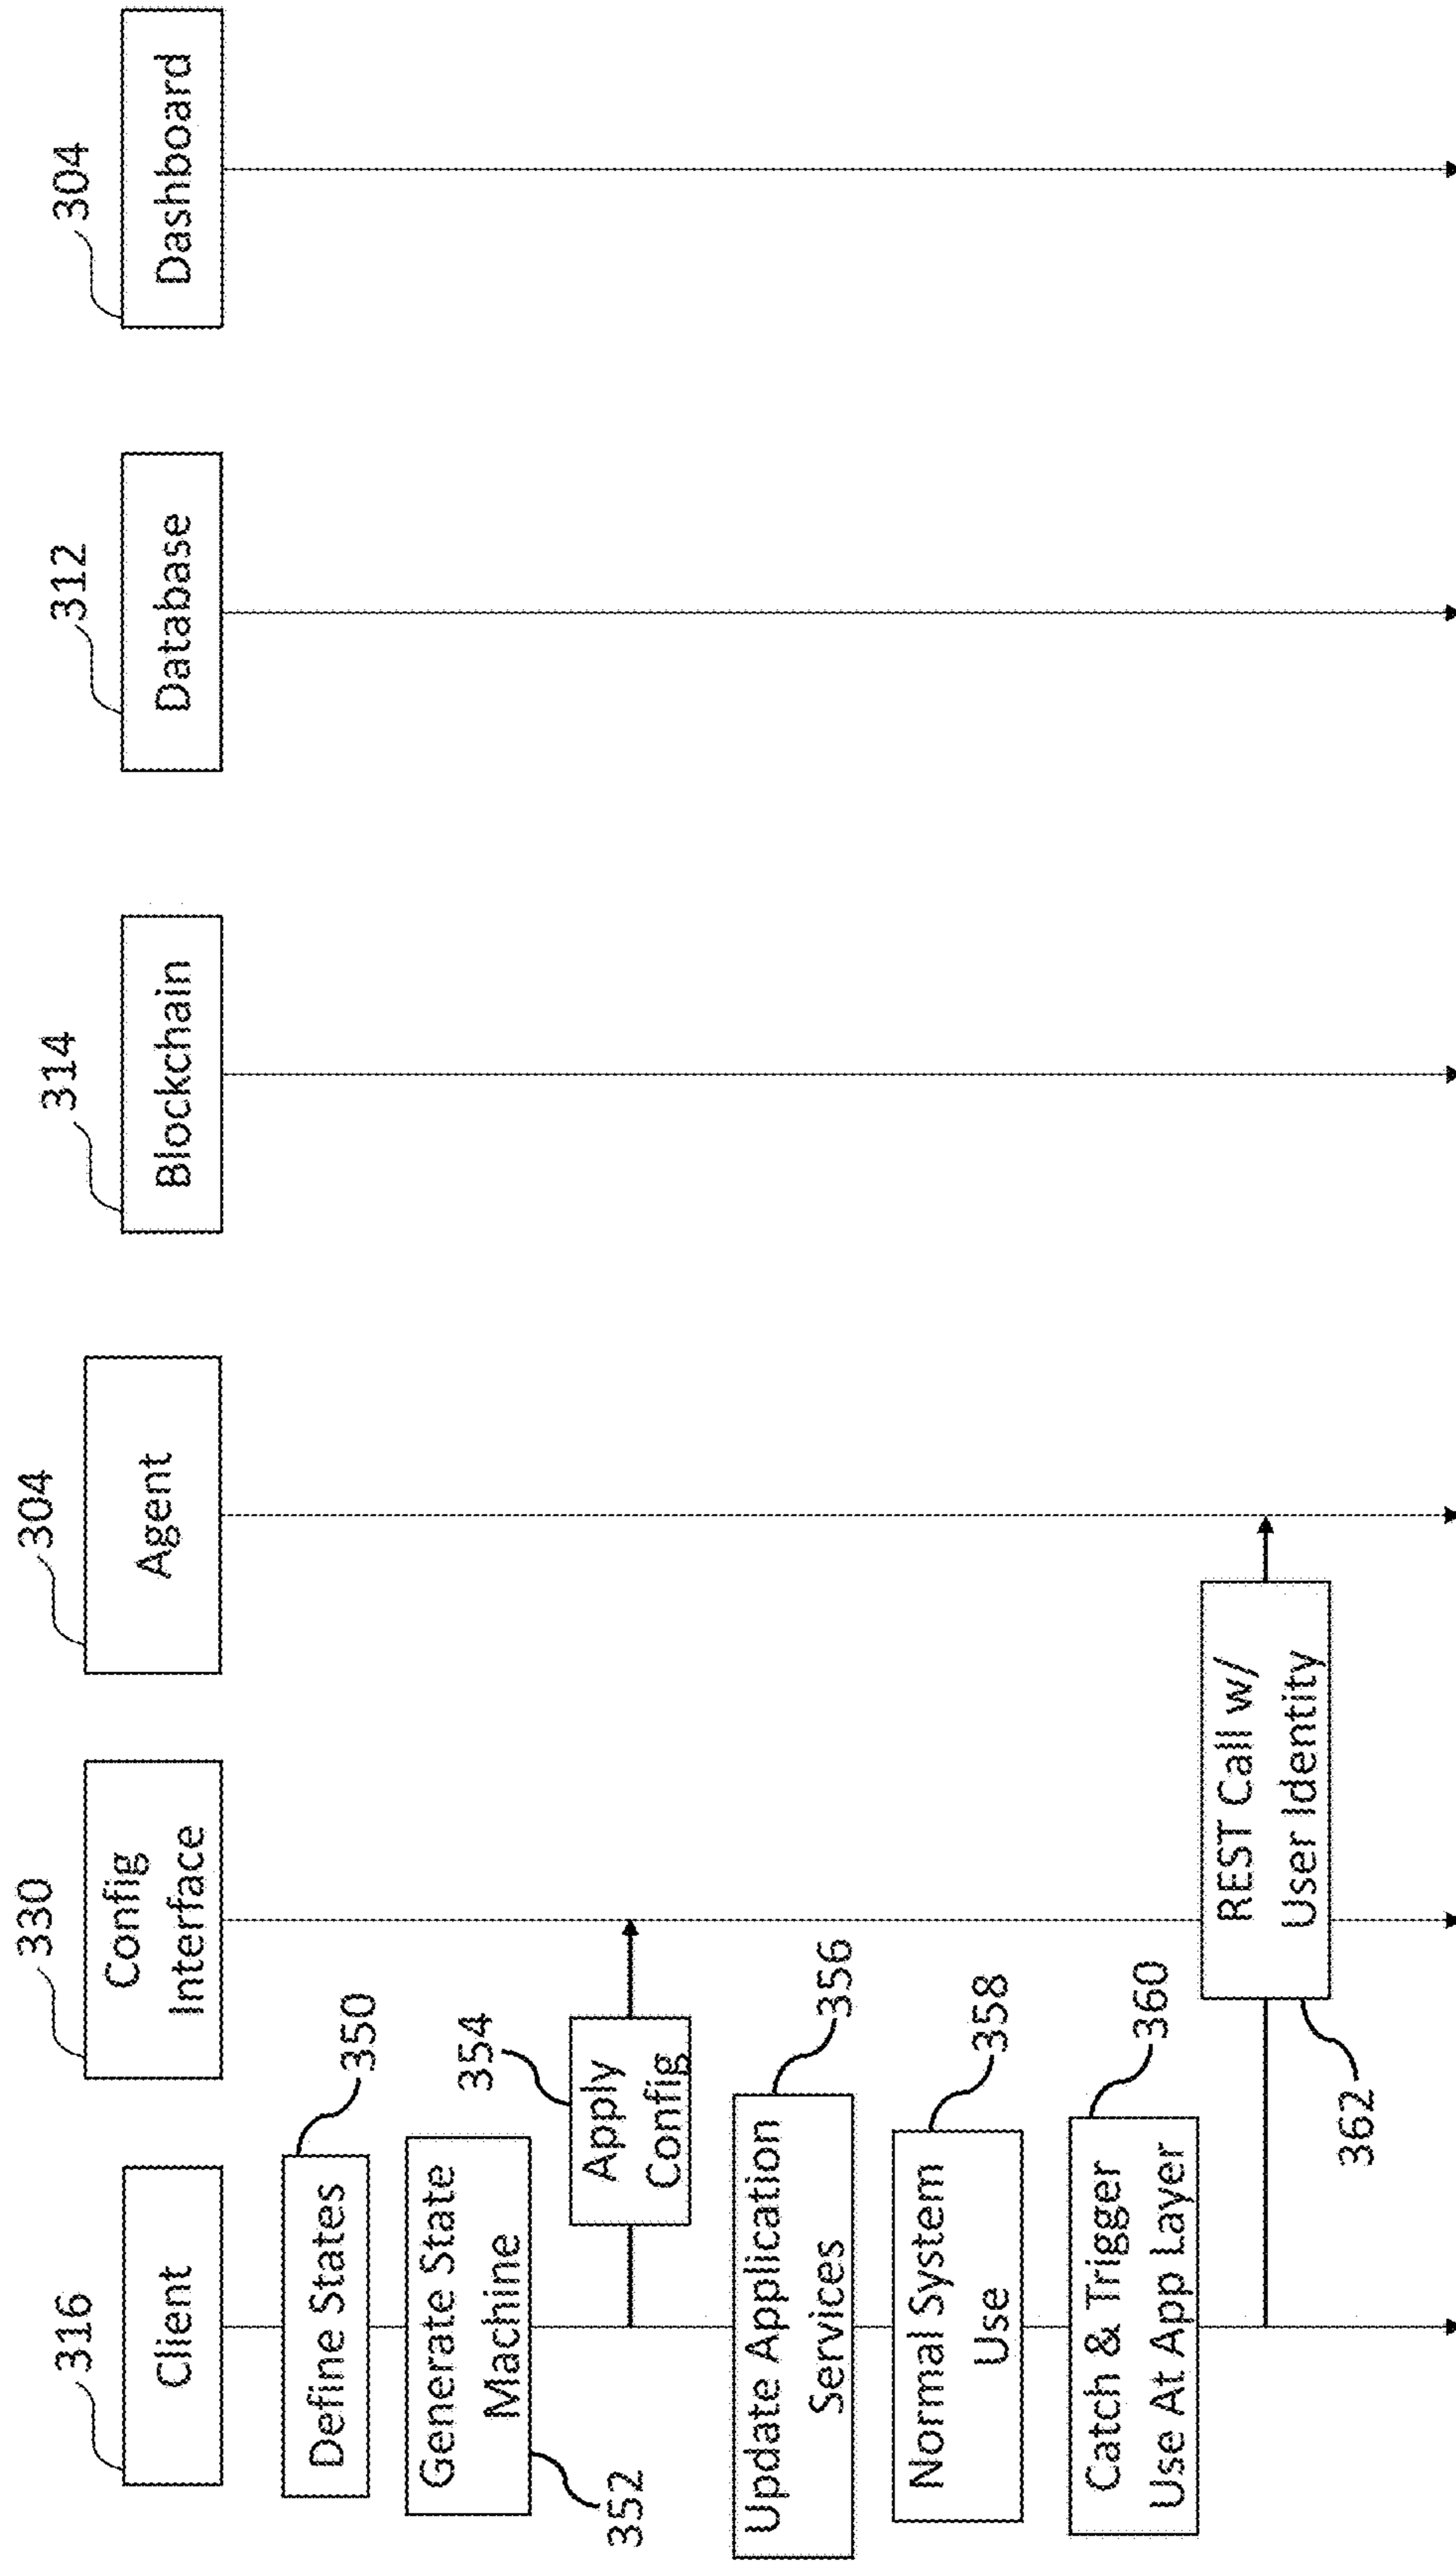 316
Client
330
Config
Interface
304
Agent
314
Blockchain
312
Database
304
Dashboard
Define States
350
Generate State
Machine
352
354
Apply
Config
Update Application
Services
356
Normal System
Use
358
Catch & Trigger
Use At App Layer
360
REST Call w/
User Identity
362